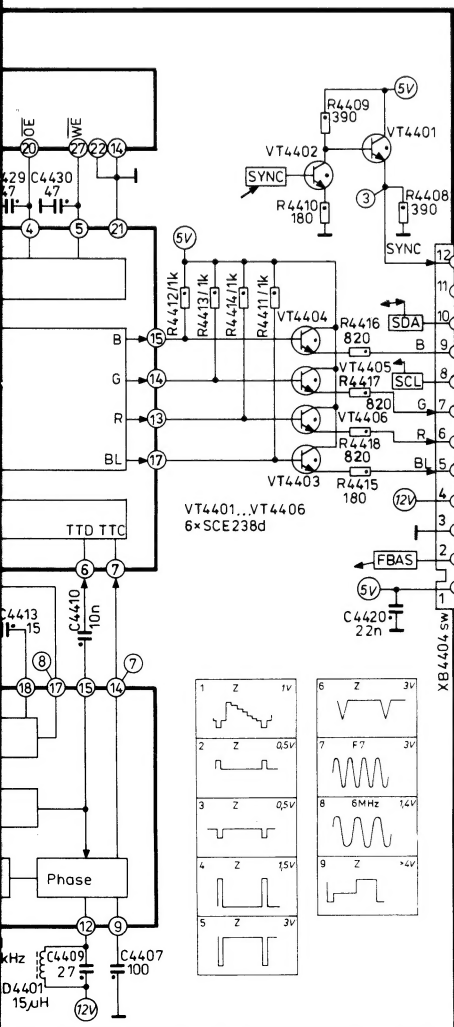 5V
R4409
390
VT4401
VT4402
SYNC
R4410
180
3
R4408
390
SYNC
OE
WE
20
27
22
14
429
47
C4430
47
4
5
21
5V
R4412/1k
R4413/1k
R4414/1k
R4411/1k
12
11
SDA
10
VT4404
R4416
820
B
15
B
9
VT4405
R4417
820
SCL
8
G
14
G
7
VT4406
R4418
820
R
13
R
6
VT4403
R4415
180
BL
17
BL
5
12V
4
3
VT4401...VT4406
6×SCE238d
FBAS
2
5V
1
C4420
22n
XB4404 sw
TTD TTC
6
7
C4410
10n
C4413
15
8
7
18
17
15
14
Phase
12
9
kHz
C4409
27
C4407
100
D4401
15µH
12V
1 Z 1V
2 Z 0,5V
3 Z 0,5V
4 Z 1,5V
5 Z 3V
6 Z 3V
7 F7 3V
8 6MHz 1,4V
9 Z >4V